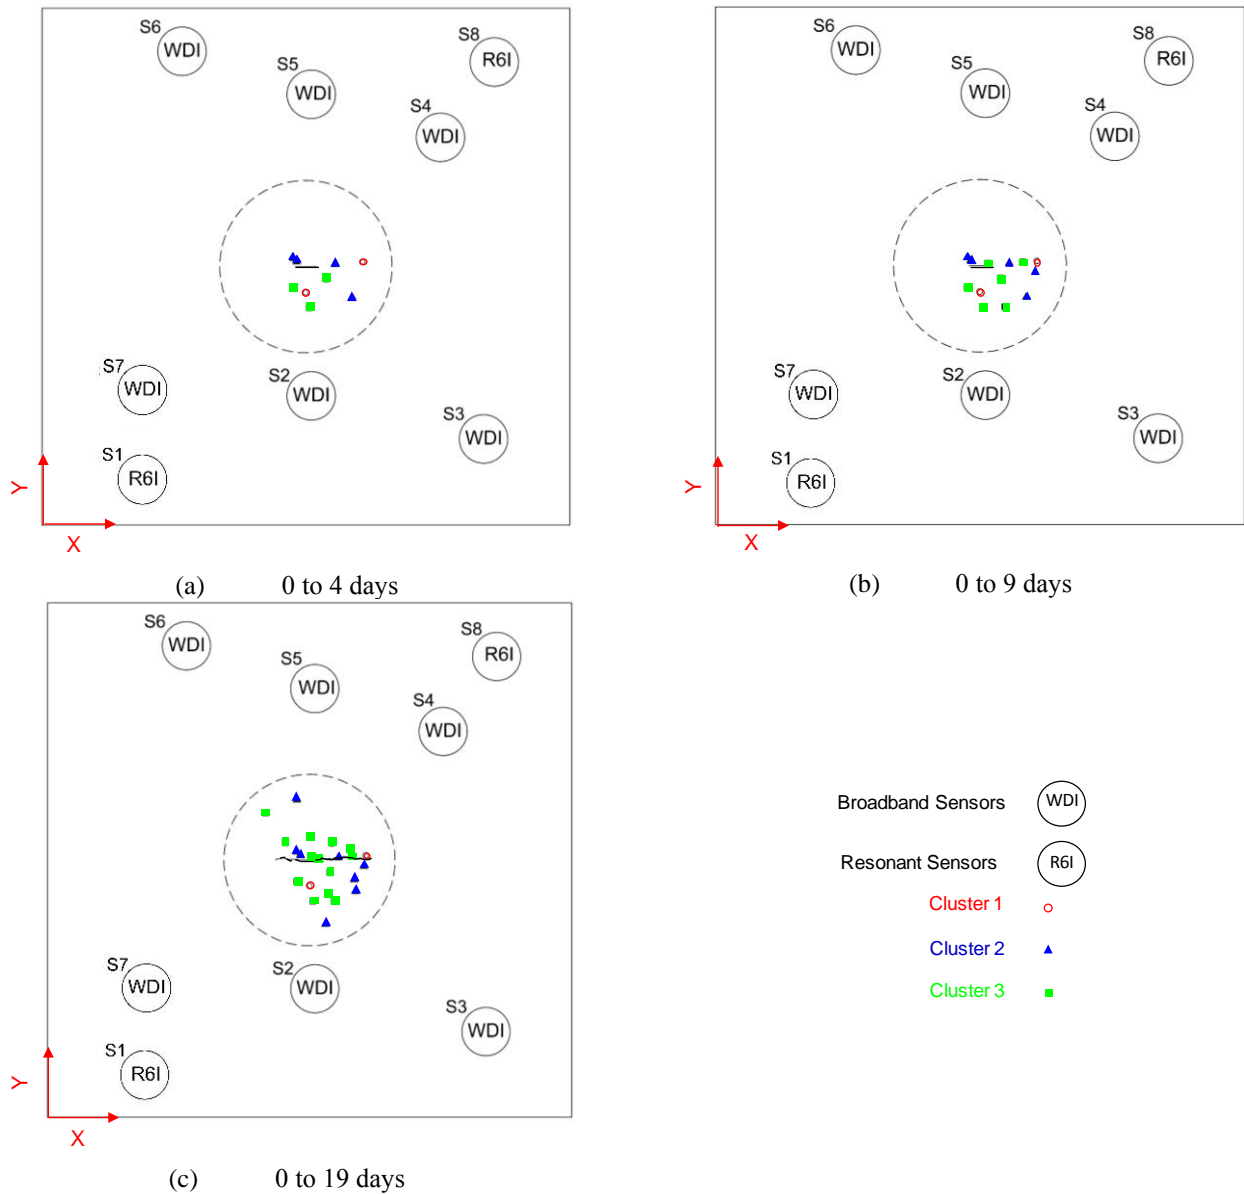 S6 WDI
S8 R6I
S5 WDI
S4 WDI
S7 WDI
S2 WDI
S3 WDI
S1 R6I
Y
X
(a) 0 to 4 days
S6 WDI
S8 R6I
S5 WDI
S4 WDI
S7 WDI
S2 WDI
S3 WDI
S1 R6I
Y
X
(b) 0 to 9 days
S6 WDI
S8 R6I
S5 WDI
S4 WDI
S7 WDI
S2 WDI
S3 WDI
S1 R6I
Y
X
(c) 0 to 19 days
Broadband Sensors WDI
Resonant Sensors R6I
Cluster 1
Cluster 2
Cluster 3